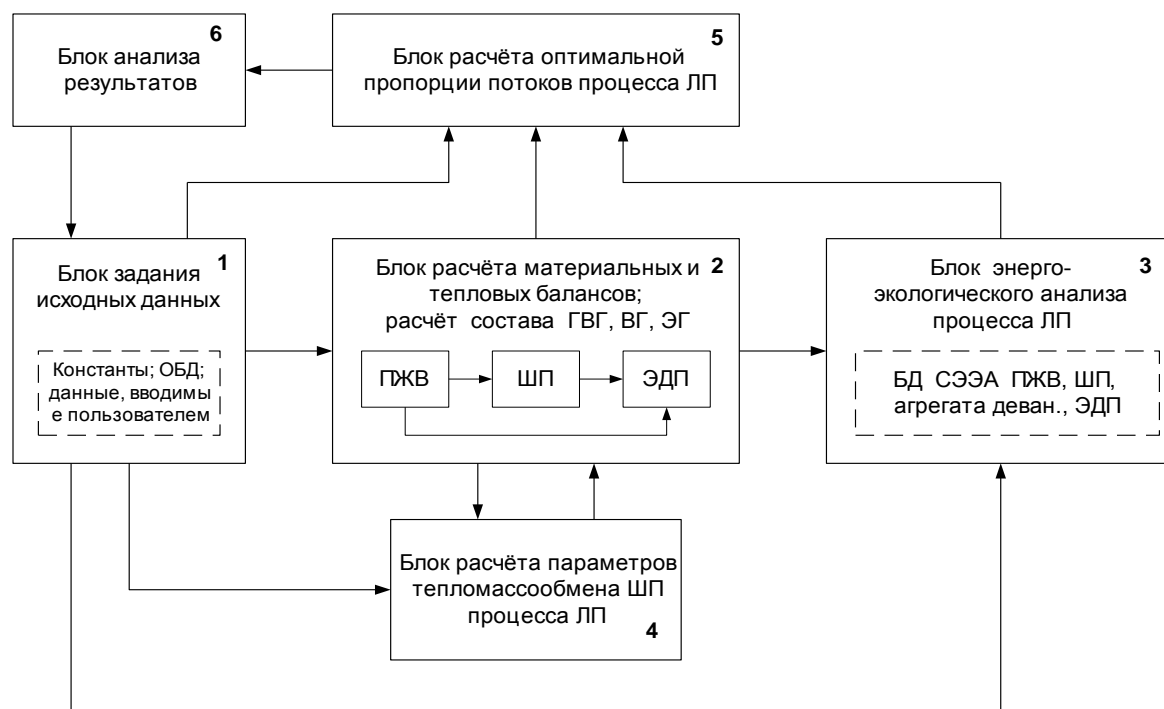 6
Блок анализа
результатов
5
Блок расчёта оптимальной
пропорции потоков процесса ЛП
1
Блок задания
исходных данных
Константы; ОБД;
данные, вводимы
е пользователем
2
Блок расчёта материальных и
тепловых балансов;
расчёт состава ГВГ, ВГ, ЭГ
ПЖВ
ШП
ЭДП
3
Блок энерго-
экологического анализа
процесса ЛП
БД СЭЭА ПЖВ, ШП,
агрегата деван., ЭДП
Блок расчёта параметров
тепломассообмена ШП
процесса ЛП
4